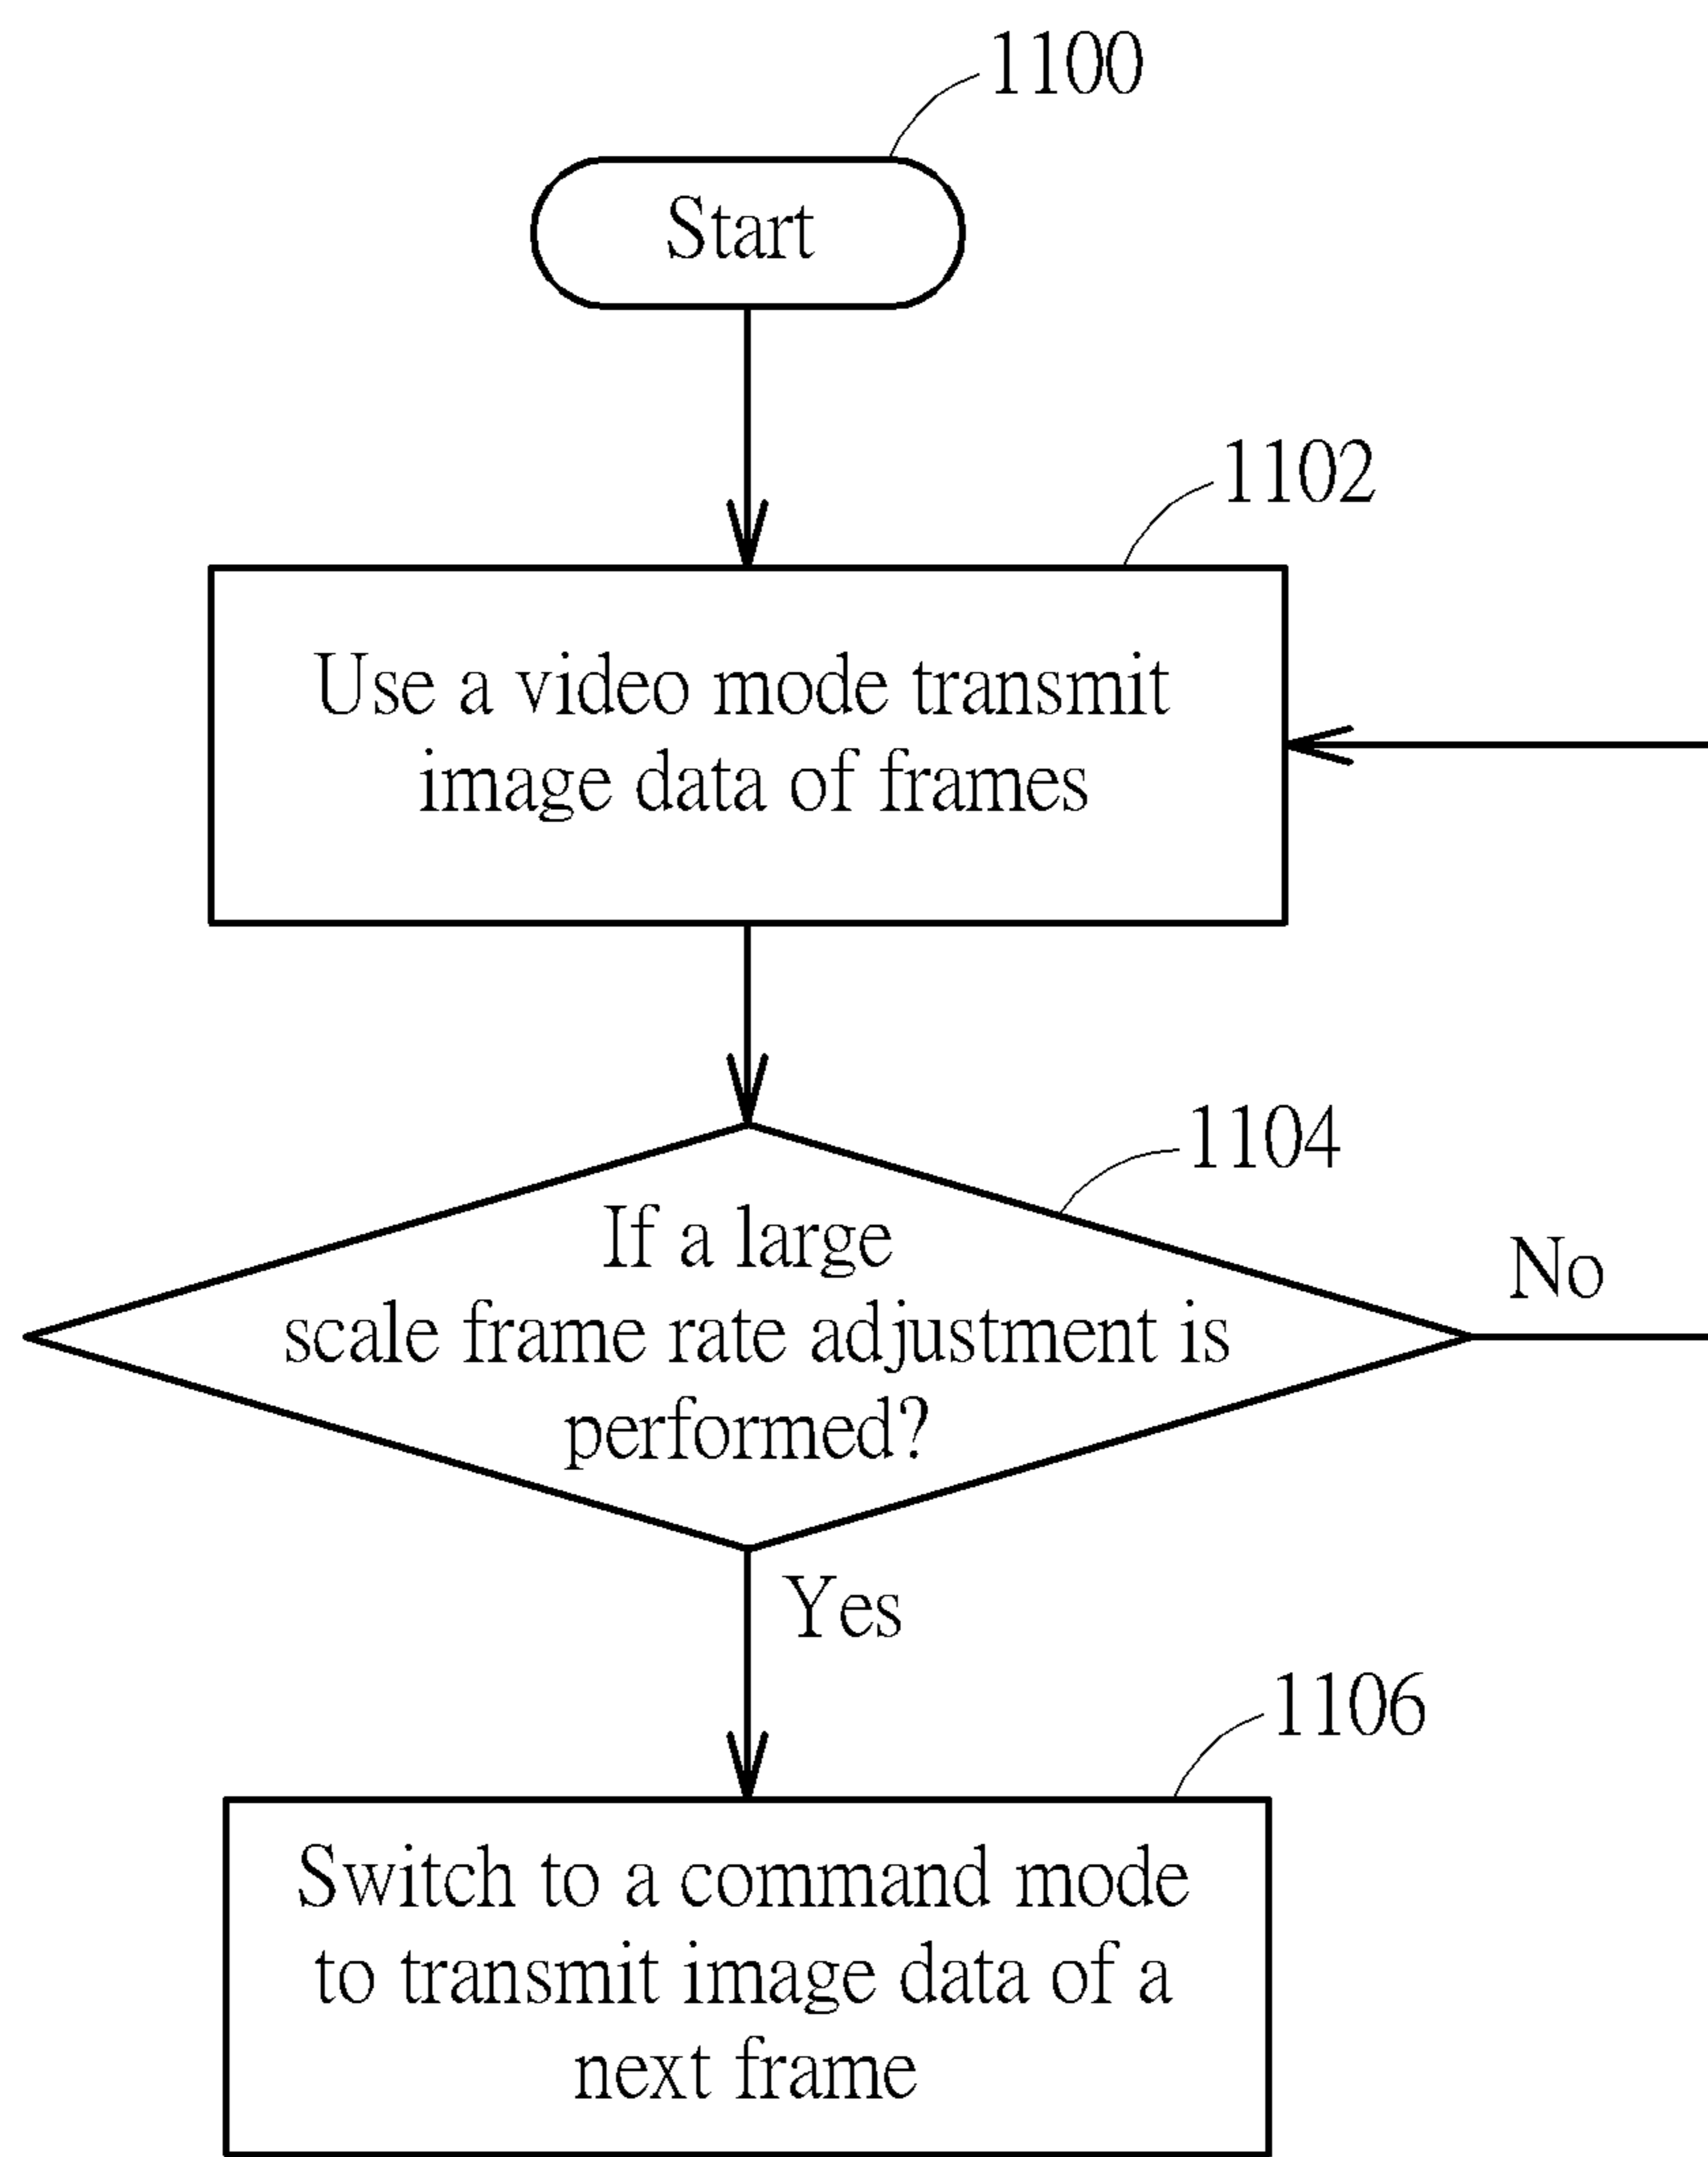 1100
Start
1102
Use a video mode transmit
image data of frames
1104
If a large
scale frame rate adjustment is
performed?
No
Yes
1106
Switch to a command mode
to transmit image data of a
next frame